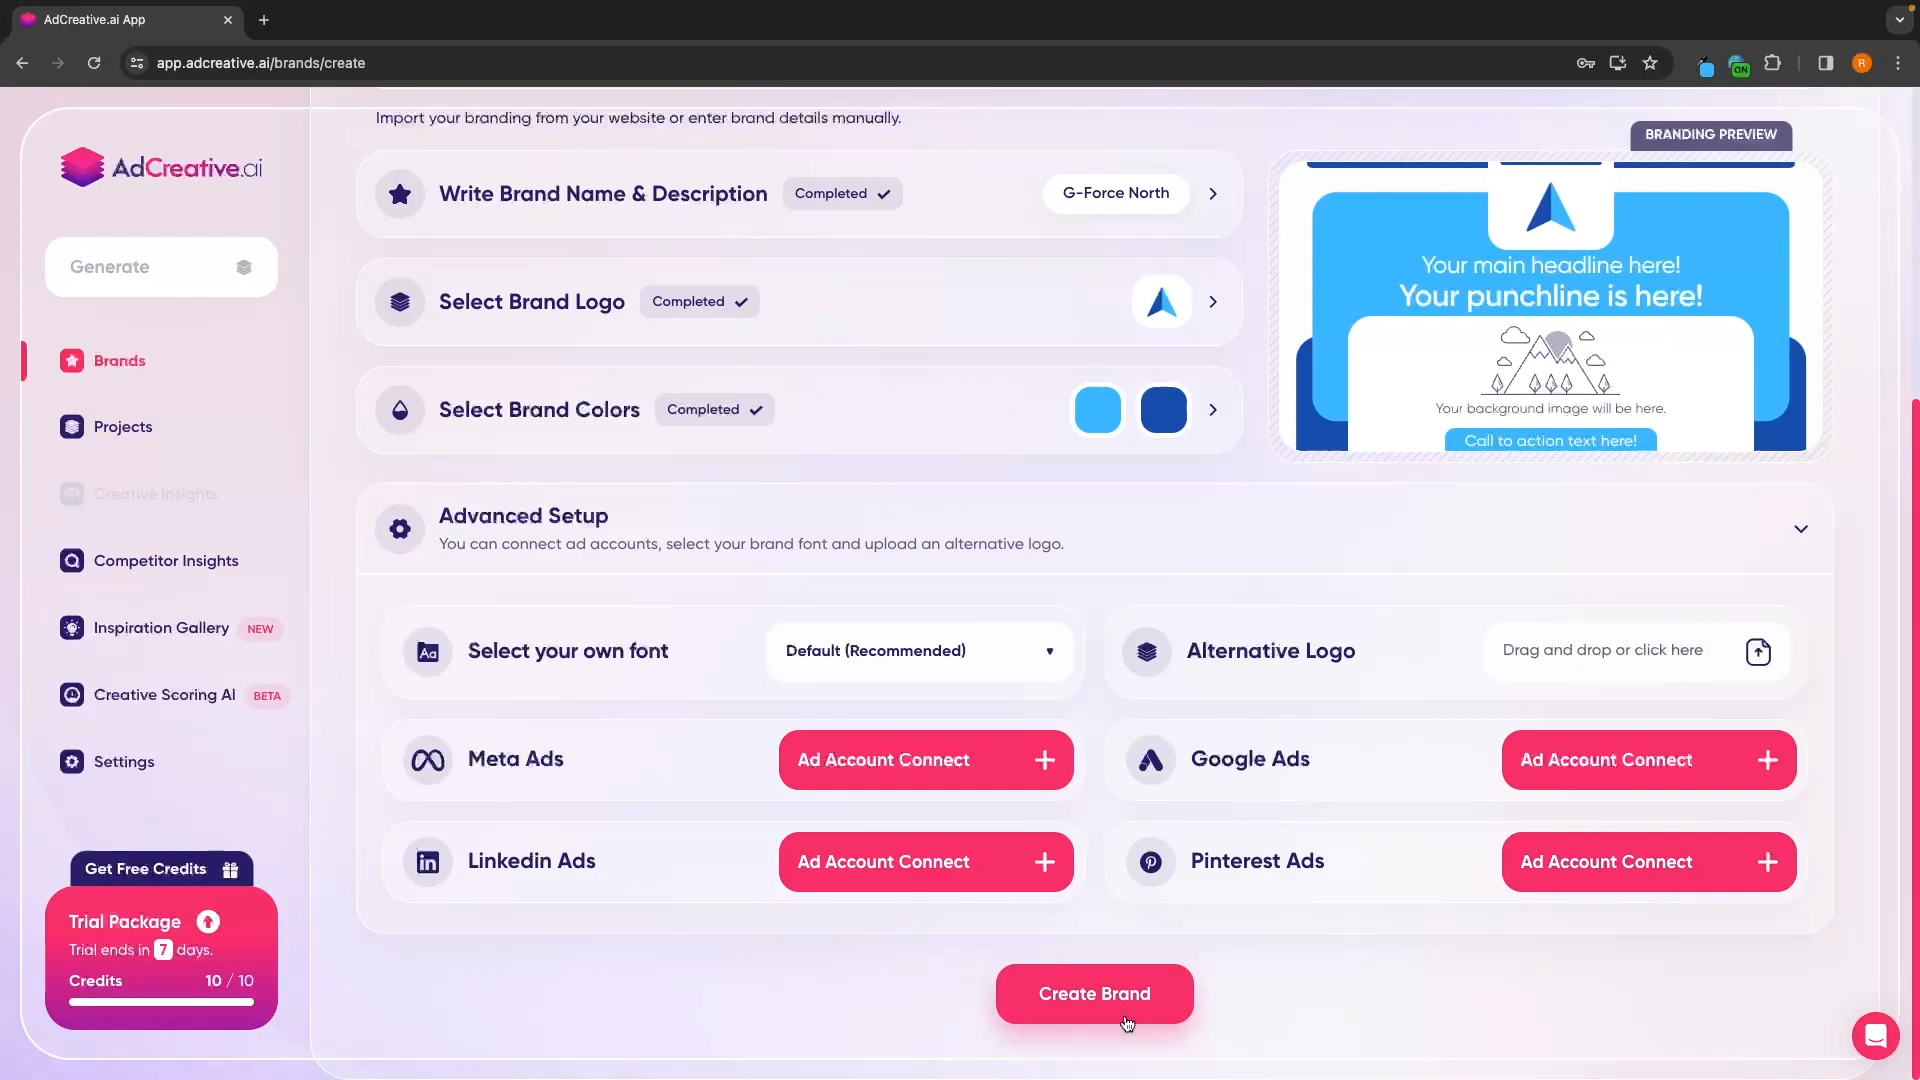 AdCreative.ai App
app.adcreative.ai/brands/create
R
ON
Import your branding from your website or enter brand details manually.
BRANDING PREVIEW
AdCreative.ai
Write Brand Name & Description
Completed
G-Force North
Generate
Select Brand Logo
Completed
Your main headline here!
Your punchline is here!
Brands
Select Brand Colors
Completed
Your background image will be here.
Call to action text here!
Projects
Creative Insights
Advanced Setup
You can connect ad accounts, select your brand font and upload an alternative logo.
Competitor Insights
Inspiration Gallery NEW
Aa
Select your own font
Default (Recommended)
Alternative Logo
Drag and drop or click here
Creative Scoring AI BETA
Settings
Meta Ads
Ad Account Connect
Google Ads
Ad Account Connect
in
Linkedin Ads
Ad Account Connect
Pinterest Ads
Ad Account Connect
Get Free Credits
Trial Package
Trial ends in 7 days.
Credits 10 / 10
Create Brand